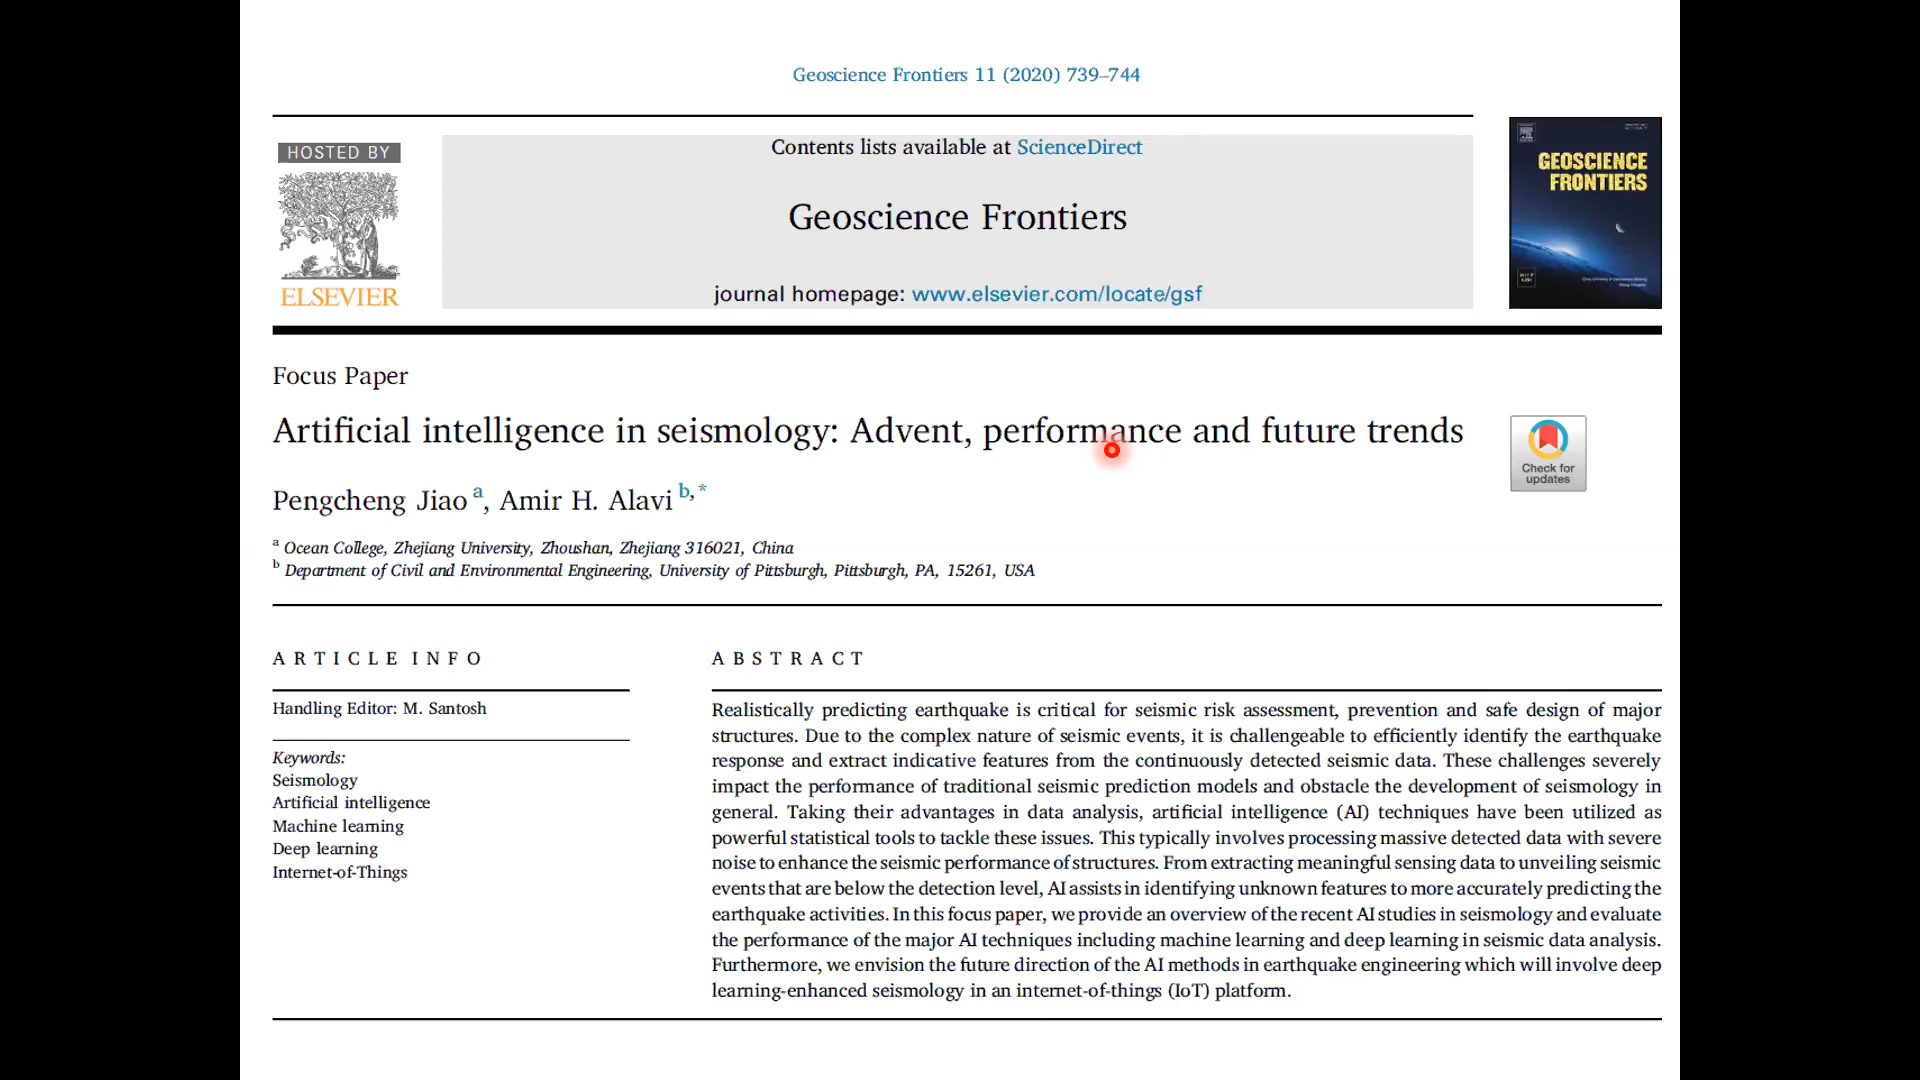 Geoscience Frontiers 11 (2020) 739–744
HOSTED BY
ELSEVIER
Contents lists available at ScienceDirect
Geoscience Frontiers
journal homepage: www.elsevier.com/locate/gsf
GEOSCIENCE
FRONTIERS
Focus Paper
Artificial intelligence in seismology: Advent, performance and future trends
Check for
updates
Pengcheng Jiao a, Amir H. Alavi b,*
a Ocean College, Zhejiang University, Zhoushan, Zhejiang 316021, China
b Department of Civil and Environmental Engineering, University of Pittsburgh, Pittsburgh, PA, 15261, USA
ARTICLE INFO
Handling Editor: M. Santosh
Keywords:
Seismology
Artificial intelligence
Machine learning
Deep learning
Internet-of-Things
ABSTRACT
Realistically predicting earthquake is critical for seismic risk assessment, prevention and safe design of major
structures. Due to the complex nature of seismic events, it is challengeable to efficiently identify the earthquake
response and extract indicative features from the continuously detected seismic data. These challenges severely
impact the performance of traditional seismic prediction models and obstacle the development of seismology in
general. Taking their advantages in data analysis, artificial intelligence (AI) techniques have been utilized as
powerful statistical tools to tackle these issues. This typically involves processing massive detected data with severe
noise to enhance the seismic performance of structures. From extracting meaningful sensing data to unveiling seismic
events that are below the detection level, AI assists in identifying unknown features to more accurately predicting the
earthquake activities. In this focus paper, we provide an overview of the recent AI studies in seismology and evaluate
the performance of the major AI techniques including machine learning and deep learning in seismic data analysis.
Furthermore, we envision the future direction of the AI methods in earthquake engineering which will involve deep
learning-enhanced seismology in an internet-of-things (IoT) platform.